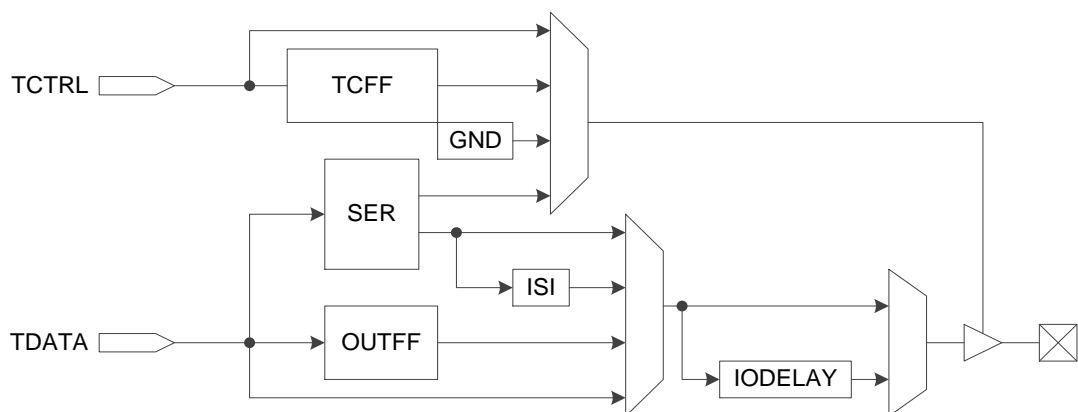 TCTRL
TCFF
GND
SER
ISI
TDATA
OUTFF
IODELAY